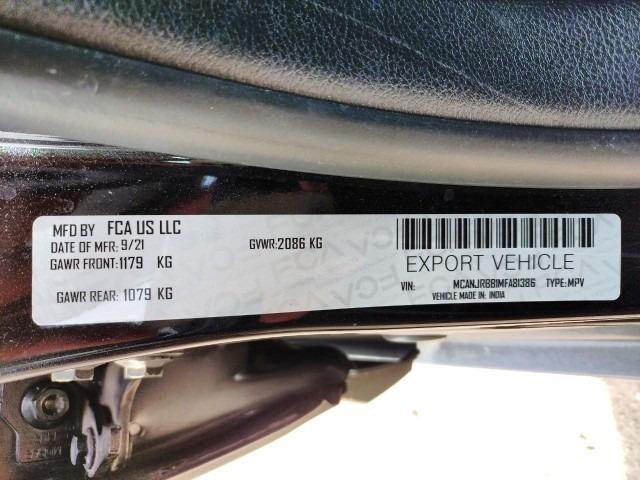 MFD BY FCA US LLC
DATE OF MFR: 9/21
GVWR:2086 KG
GAWR FRONT:1179 KG
GAWR REAR: 1079 KG
EXPORT VEHICLE
VIN: MCANJRBB1MFA81386 TYPE:MPV
VEHICLE MADE IN: INDIA